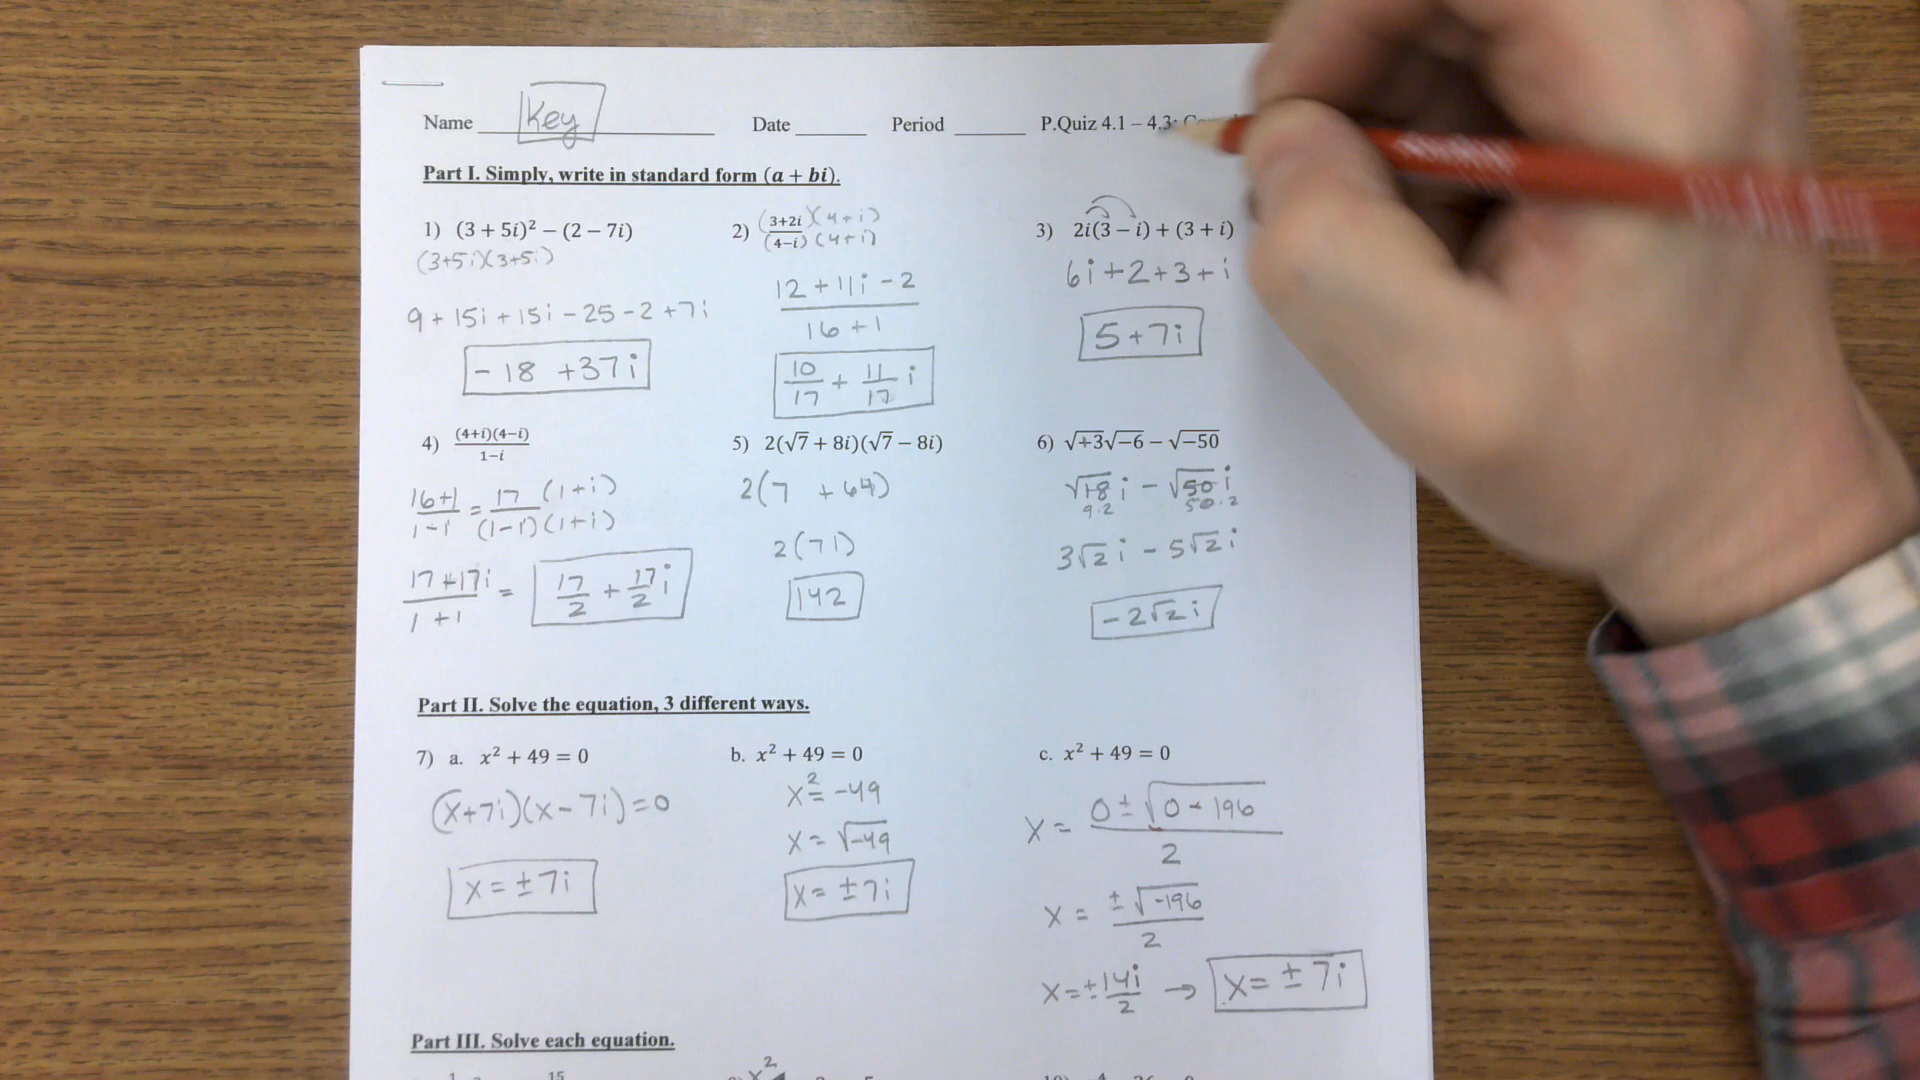 Name Key Date Period P.Quiz 4.1 – 4.3:
Part I. Simply, write in standard form (a + bi).
1) (3 + 5i)² − (2 − 7i)
(3+5i)(3+5i)
9 + 15i + 15i − 25 − 2 + 7i
−18 + 37i
2) (3+2i)(4+i)
(4−i)(4+i)
12 + 11i − 2
16 + 1
10/17 + 11/17 i
3) 2i(3 − i) + (3 + i)
6i + 2 + 3 + i
5 + 7i
4) (4+i)(4−i)
1−i
16+1/1−i = 17(1+i)/(1−i)(1+i)
17+17i/1+1 = 17/2 + 17/2 i
5) 2(√7 + 8i)(√7 − 8i)
2(7 + 64)
2(71)
142
6) √+3√−6 − √−50
√18 i − √50 i
9·2 50·2
3√2 i − 5√2 i
−2√2 i
Part II. Solve the equation, 3 different ways.
7) a. x² + 49 = 0
(x+7i)(x−7i)=0
x = ±7i
b. x² + 49 = 0
x² = −49
x = √−49
x = ±7i
c. x² + 49 = 0
x = 0 ± √0 − 196
2
x = ± √−196
2
x = ± 14i/2 → x = ± 7i
Part III. Solve each equation.